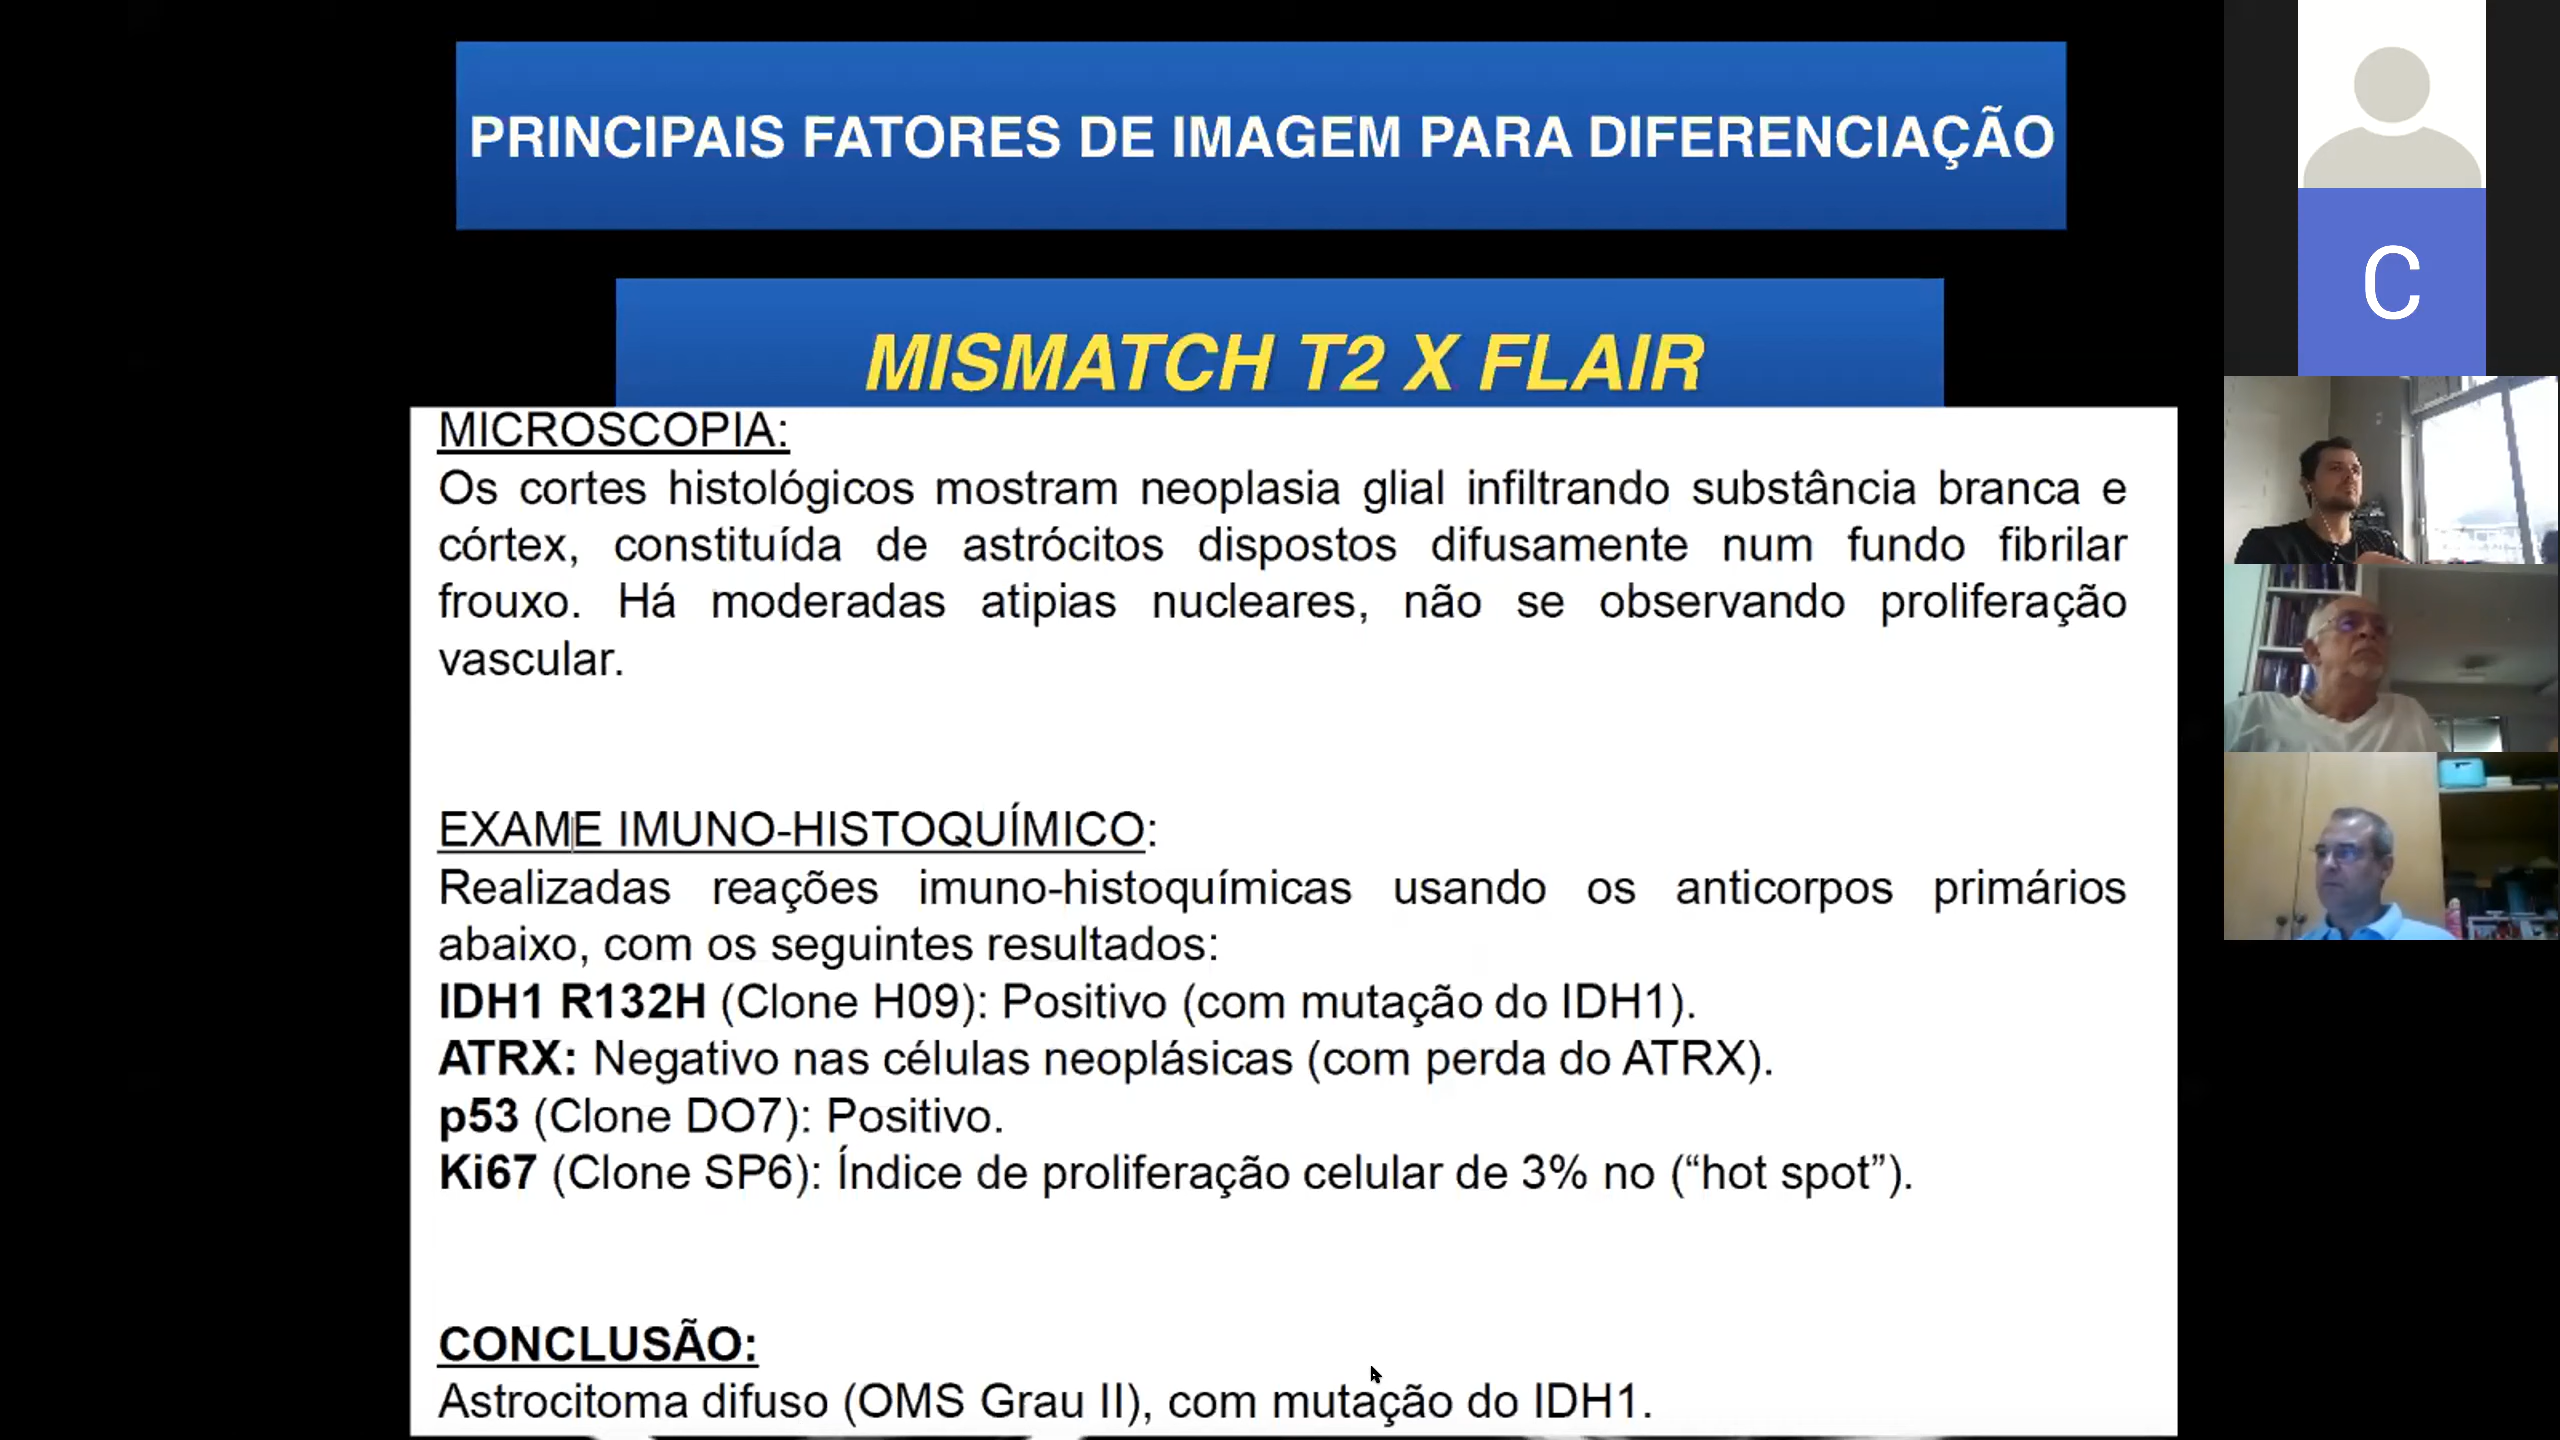 PRINCIPAIS FATORES DE IMAGEM PARA DIFERENCIAÇÃO
MISMATCH T2 X FLAIR
MICROSCOPIA:
Os cortes histológicos mostram neoplasia glial infiltrando substância branca e
córtex, constituída de astrócitos dispostos difusamente num fundo fibrilar
frouxo. Há moderadas atipias nucleares, não se observando proliferação
vascular.
EXAME IMUNO-HISTOQUÍMICO:
Realizadas reações imuno-histoquímicas usando os anticorpos primários
abaixo, com os seguintes resultados:
IDH1 R132H (Clone H09): Positivo (com mutação do IDH1).
ATRX: Negativo nas células neoplásicas (com perda do ATRX).
p53 (Clone DO7): Positivo.
Ki67 (Clone SP6): Índice de proliferação celular de 3% no (“hot spot”).
CONCLUSÃO:
Astrocitoma difuso (OMS Grau II), com mutação do IDH1.
C